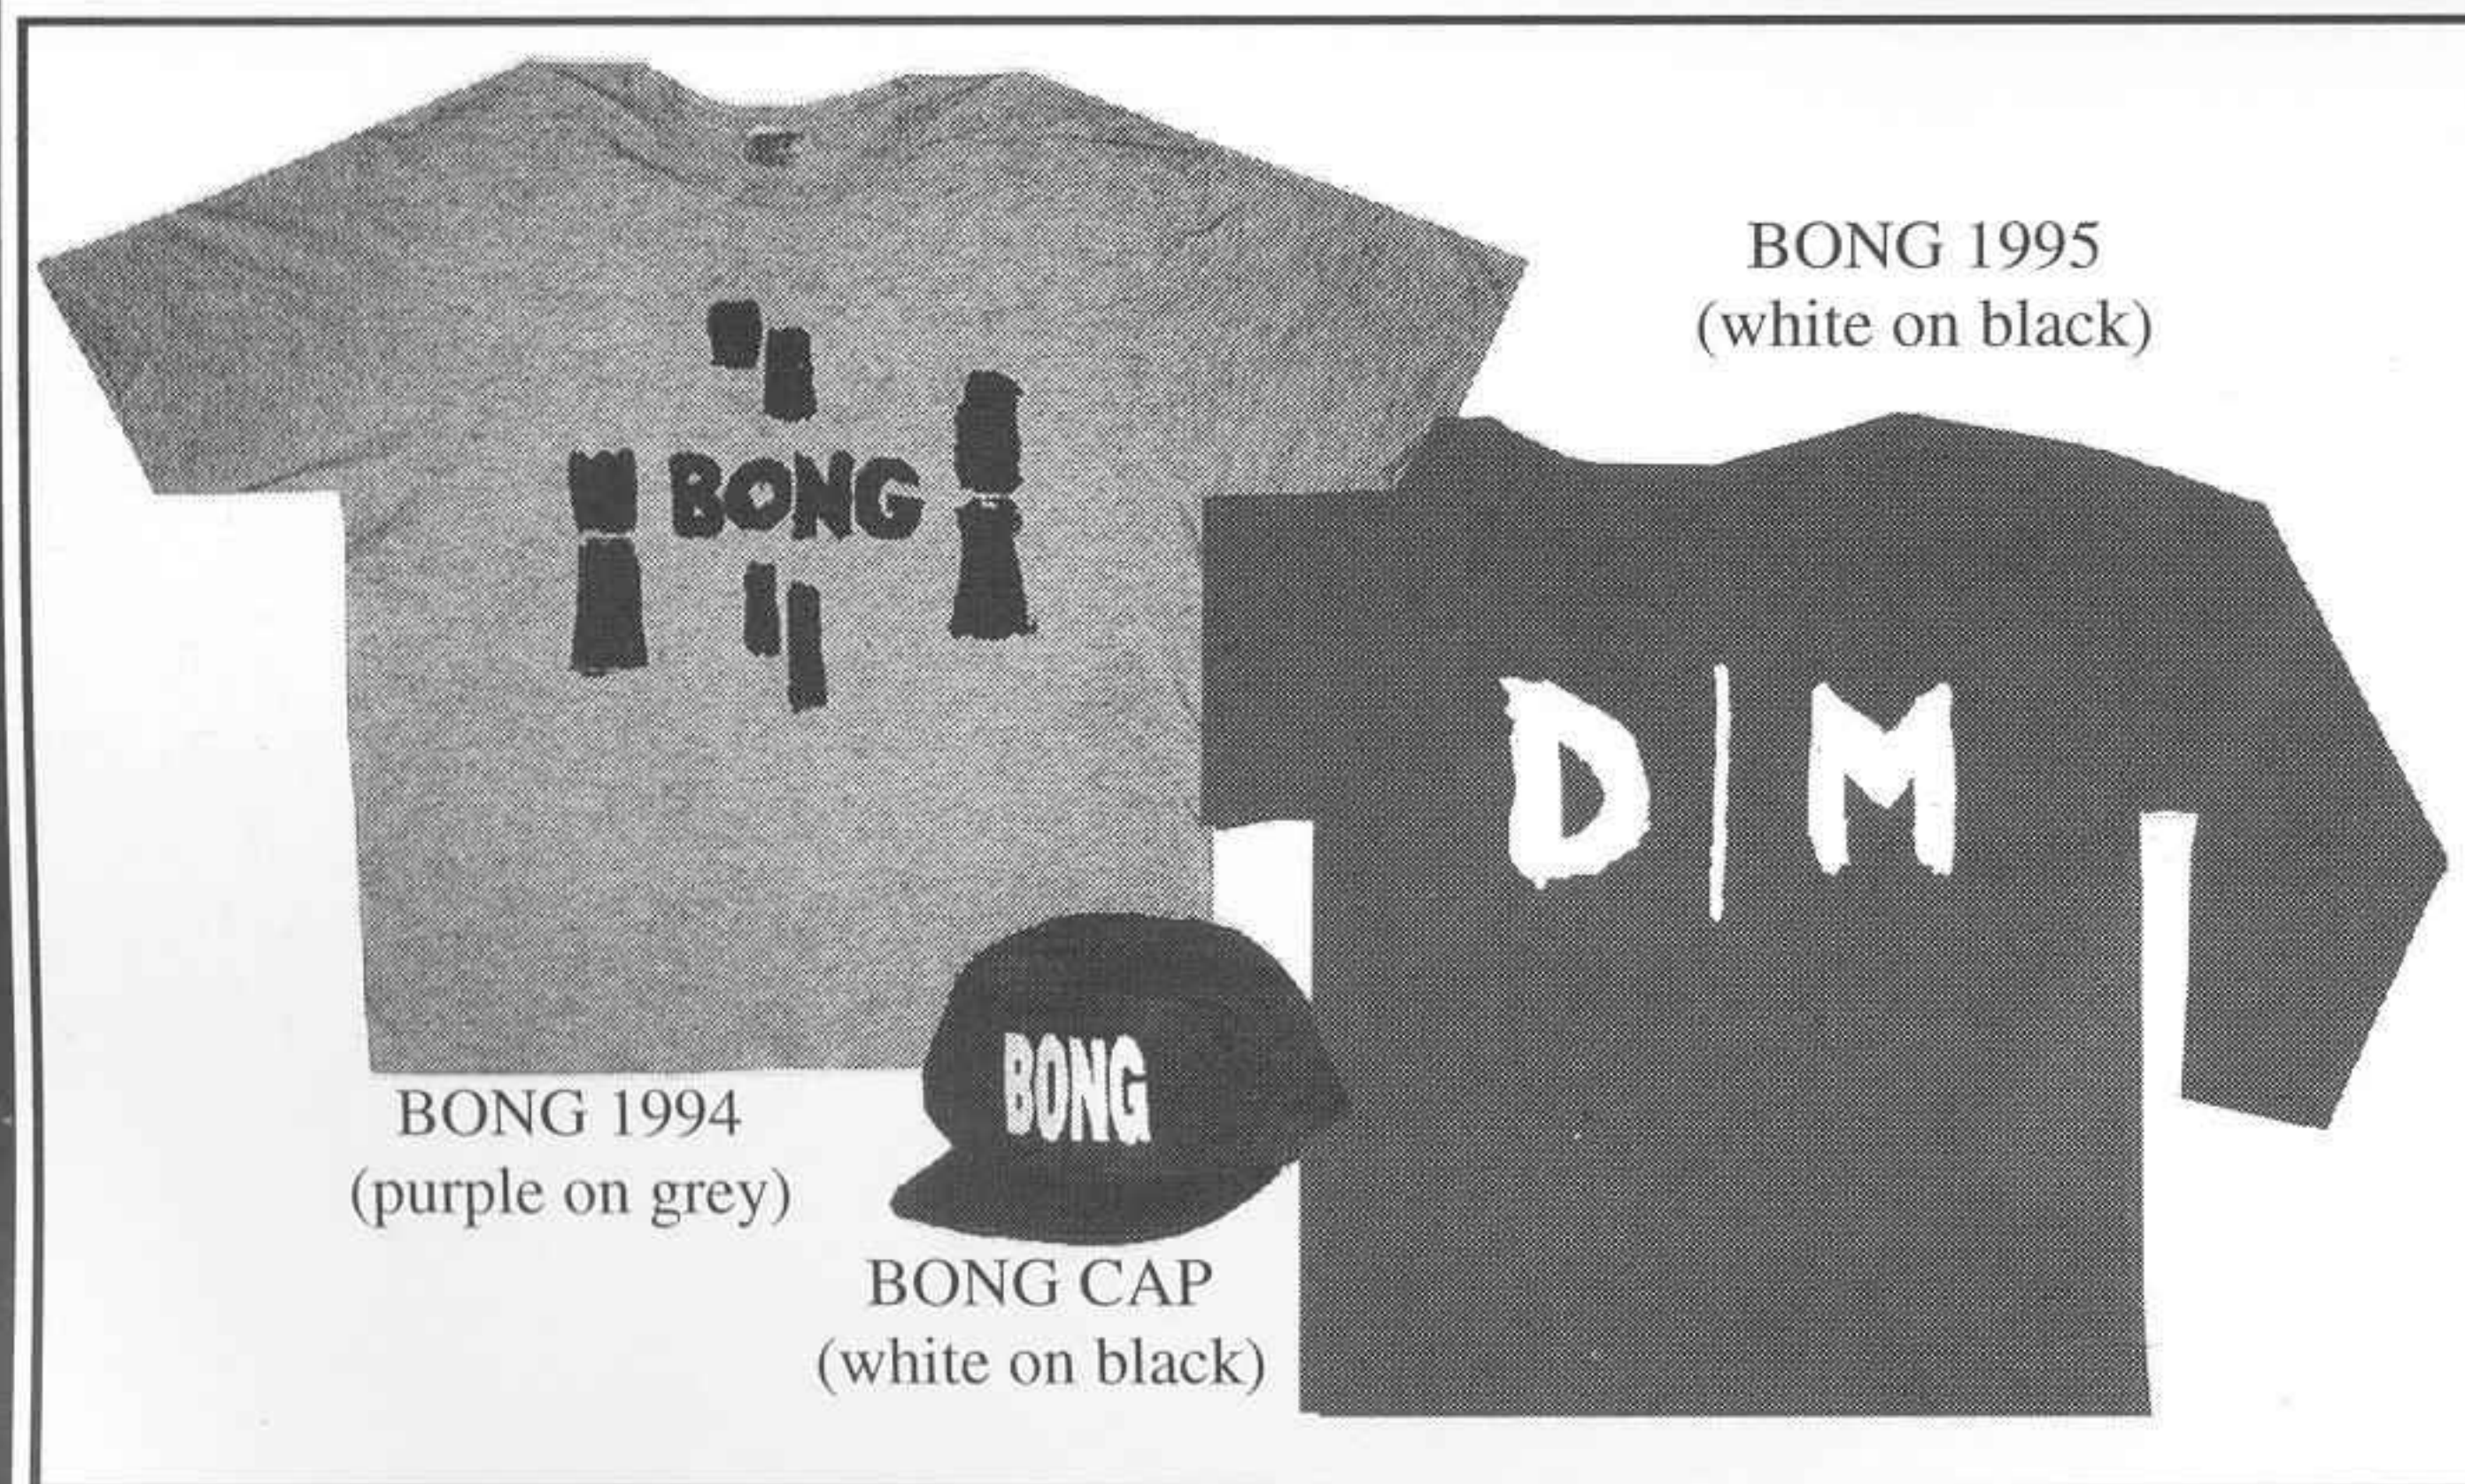 BONG
BONG 1995
(white on black)
D|M
BONG
BONG 1994
(purple on grey)
BONG CAP
(white on black)